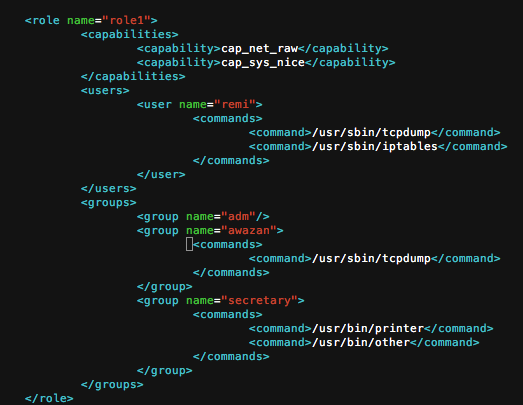 <role name="role1">
<capabilities>
<capability>cap_net_raw</capability>
<capability>cap_sys_nice</capability>
</capabilities>
<users>
<user name="remi">
<commands>
<command>/usr/sbin/tcpdump</command>
<command>/usr/sbin/iptables</command>
</commands>
</user>
</users>
<groups>
<group name="adm"/>
<group name="awazan">
<commands>
<command>/usr/sbin/tcpdump</command>
</commands>
</group>
<group name="secretary">
<commands>
<command>/usr/bin/printer</command>
<command>/usr/bin/other</command>
</commands>
</group>
</groups>
</role>